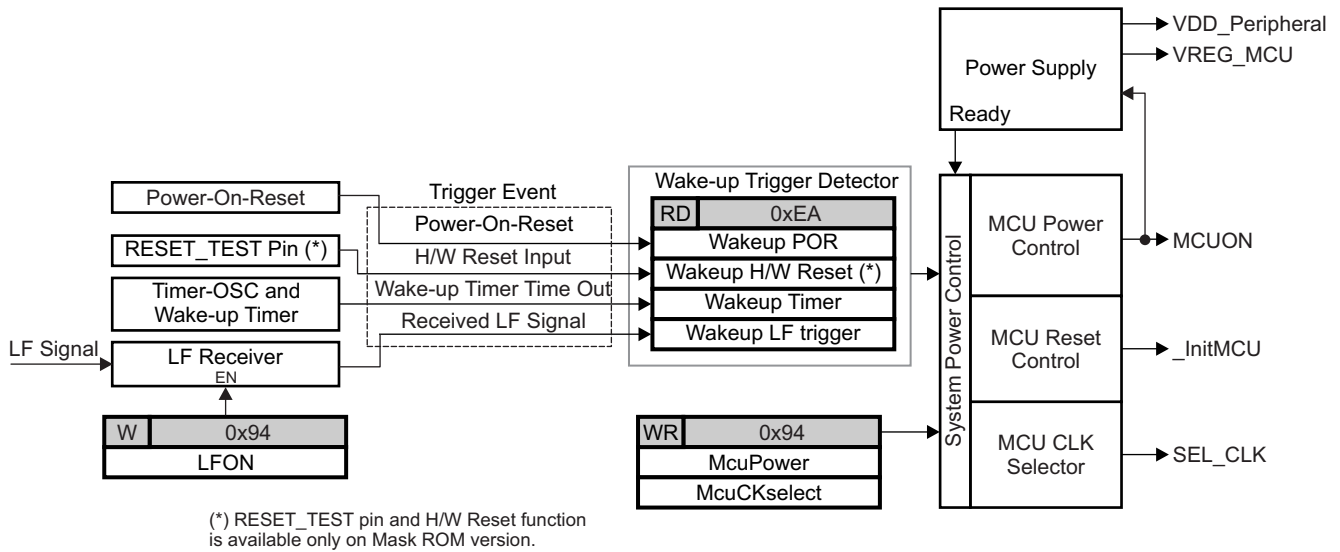 VDD_Peripheral
VREG_MCU
Power Supply
Ready
Power-On-Reset
RESET_TEST Pin (*)
Timer-OSC and
Wake-up Timer
LF Signal
LF Receiver
EN
W 0x94
LFON
Trigger Event
Power-On-Reset
H/W Reset Input
Wake-up Timer Time Out
Received LF Signal
Wake-up Trigger Detector
RD 0xEA
Wakeup POR
Wakeup H/W Reset (*)
Wakeup Timer
Wakeup LF trigger
WR 0x94
McuPower
McuCKselect
System Power Control
MCU Power
Control
MCU Reset
Control
MCU CLK
Selector
MCUON
_InitMCU
SEL_CLK
(*) RESET_TEST pin and H/W Reset function
is available only on Mask ROM version.